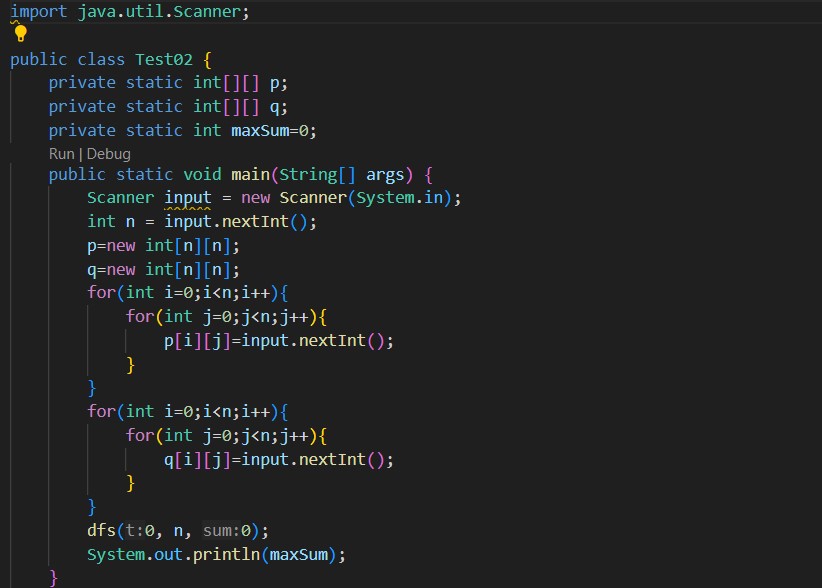 import java.util.Scanner;
public class Test02 {
private static int[][] p;
private static int[][] q;
private static int maxSum=0;
Run | Debug
public static void main(String[] args) {
Scanner input = new Scanner(System.in);
int n = input.nextInt();
p=new int[n][n];
q=new int[n][n];
for(int i=0;i<n;i++){
for(int j=0;j<n;j++){
p[i][j]=input.nextInt();
}
}
for(int i=0;i<n;i++){
for(int j=0;j<n;j++){
q[i][j]=input.nextInt();
}
}
dfs(t:0, n, sum:0);
System.out.println(maxSum);
}